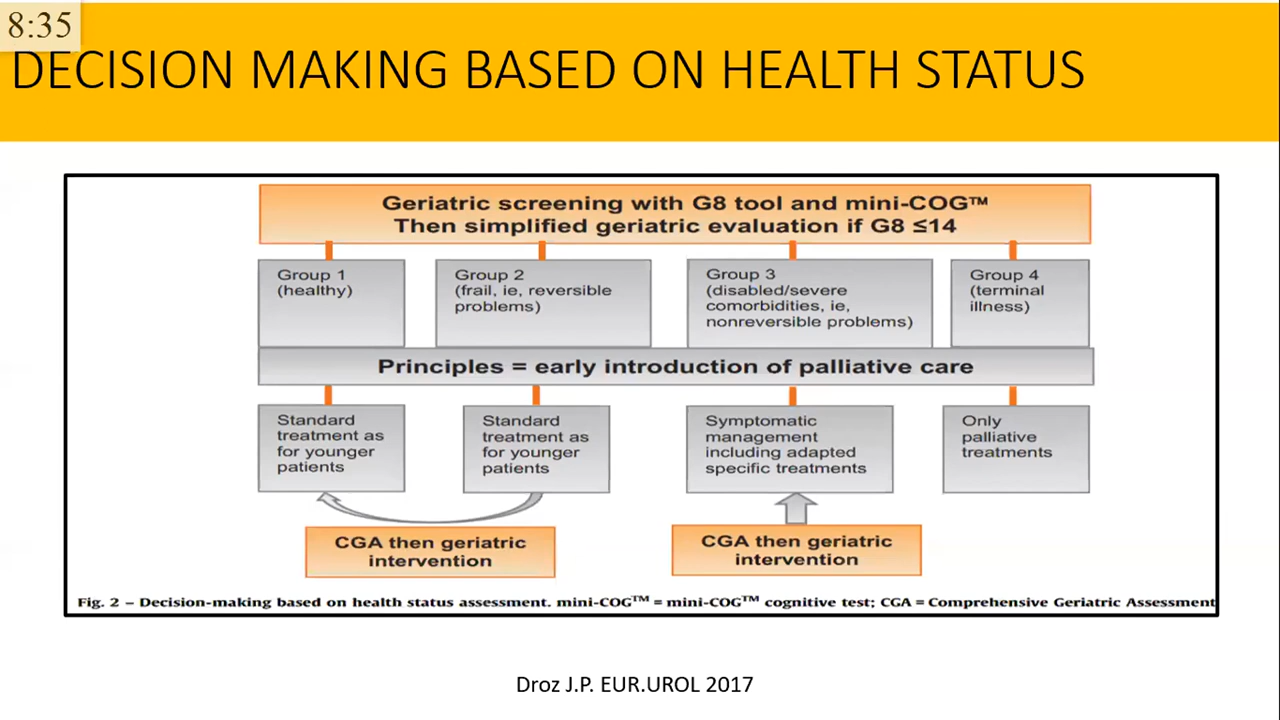 8:35
DECISION MAKING BASED ON HEALTH STATUS
Geriatric screening with G8 tool and mini-COG™
Then simplified geriatric evaluation if G8 ≤14
Group 1
(healthy)
Group 2
(frail, ie, reversible
problems)
Group 3
(disabled/severe
comorbidities, ie,
nonreversible problems)
Group 4
(terminal
illness)
Principles = early introduction of palliative care
Standard
treatment as
for younger
patients
Standard
treatment as
for younger
patients
Symptomatic
management
including adapted
specific treatments
Only
palliative
treatments
CGA then geriatric
intervention
CGA then geriatric
intervention
Fig. 2 – Decision-making based on health status assessment. mini-COG™ = mini-COG™ cognitive test; CGA = Comprehensive Geriatric Assessment
Droz J.P. EUR.UROL 2017